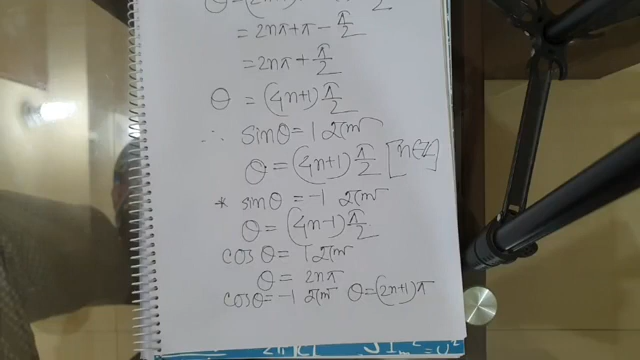 = 2nπ + π - π/2
= 2nπ + π/2
θ = (4n+1) π/2
∴ sinθ = 1 হলে
θ = (4n+1) π/2 [n∈Z]
* sinθ = -1 হলে
θ = (4n-1) π/2
cosθ = 1 হলে
θ = 2nπ
cosθ = -1 হলে θ = (2n+1)π